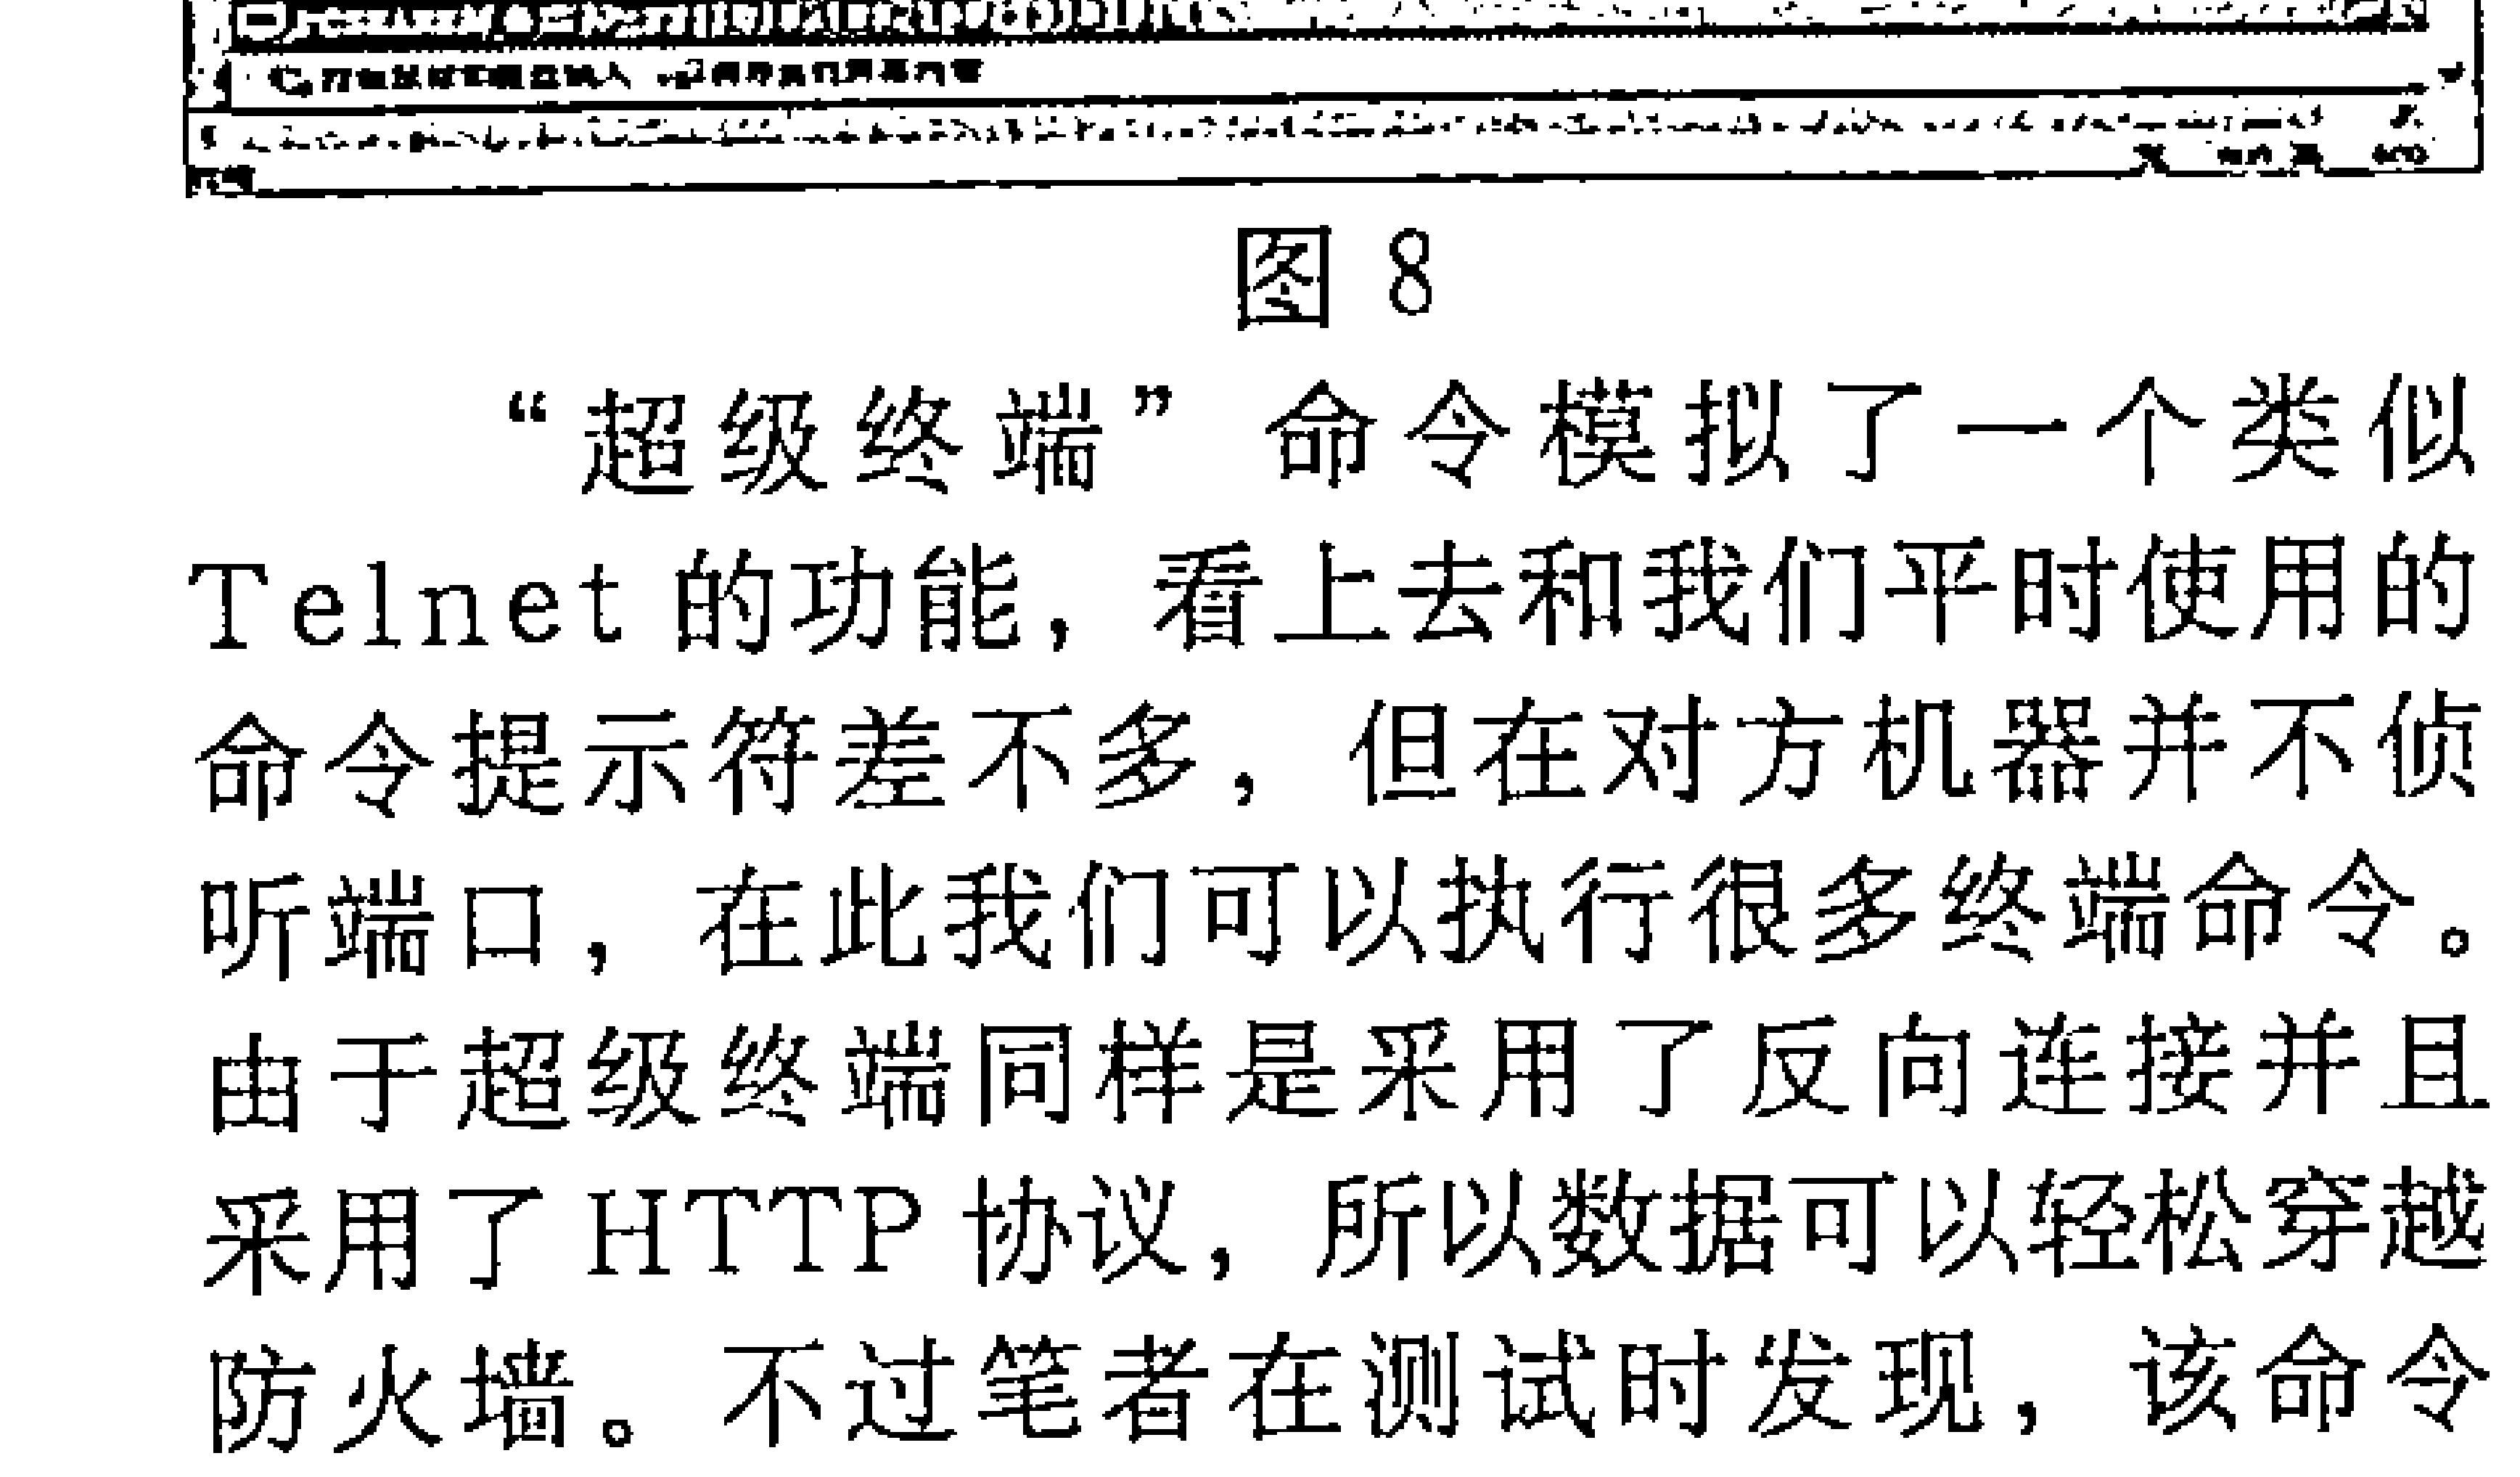 图 8
“超级终端”命令模拟了一个类似
Telnet 的功能，看上去和我们平时使用的
命令提示符差不多，但在对方机器并不侦
听端口，在此我们可以执行很多终端命令。
由于超级终端同样是采用了反向连接并且
采用了 HTTP 协议，所以数据可以轻松穿越
防火墙。不过笔者在测试时发现，该命令